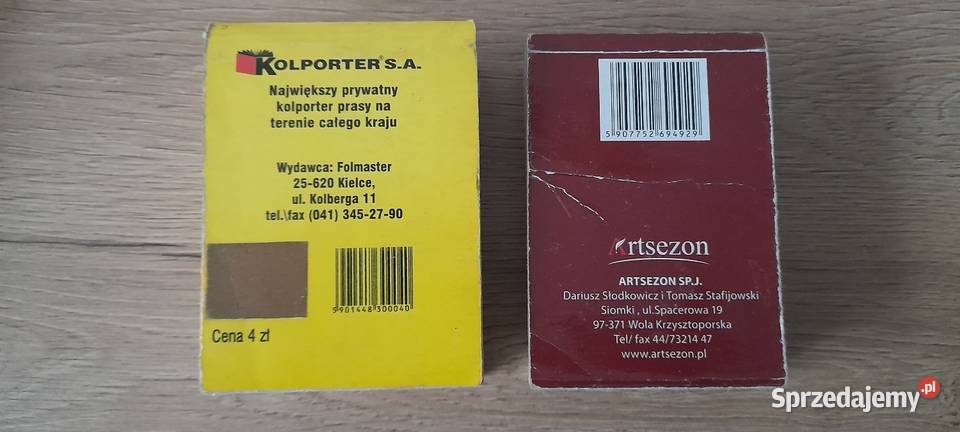 KOLPORTER® S.A.
Największy prywatny
kolporter prasy na
terenie całego kraju
Wydawca: Folmaster
25-620 Kielce,
ul. Kolberga 11
tel.\fax (041) 345-27-90
5901448300040
Cena 4 zł
5907752694929
Artsezon
ARTSEZON SP.J.
Dariusz Słodkowicz i Tomasz Stafijowski
Siomki , ul.Spacerowa 19
97-371 Wola Krzysztoporska
Tel/ fax 44/73214 47
www.artsezon.pl
Sprzedajemy.pl